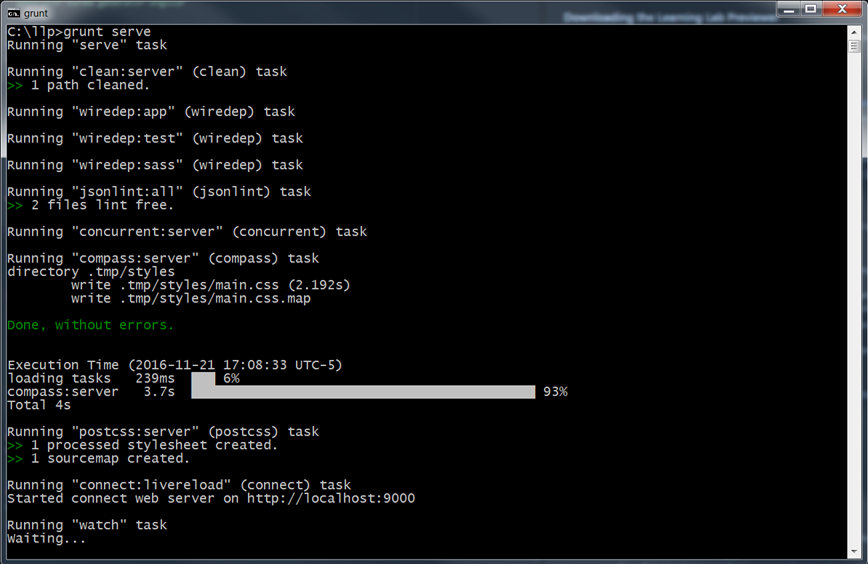 Downloading the Learning Lab Previewer
grunt
C:\llp>grunt serve
Running "serve" task
Running "clean:server" (clean) task
>> 1 path cleaned.
Running "wiredep:app" (wiredep) task
Running "wiredep:test" (wiredep) task
Running "wiredep:sass" (wiredep) task
Running "jsonlint:all" (jsonlint) task
>> 2 files lint free.
Running "concurrent:server" (concurrent) task
Running "compass:server" (compass) task
directory .tmp/styles
write .tmp/styles/main.css (2.192s)
write .tmp/styles/main.css.map
Done, without errors.
Execution Time (2016-11-21 17:08:33 UTC-5)
loading tasks 239ms 6%
compass:server 3.7s 93%
Total 4s
Running "postcss:server" (postcss) task
>> 1 processed stylesheet created.
>> 1 sourcemap created.
Running "connect:livereload" (connect) task
Started connect web server on http://localhost:9000
Running "watch" task
Waiting...